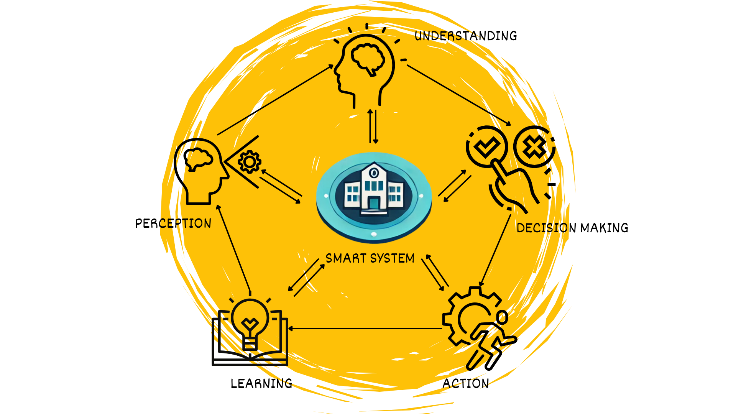 UNDERSTANDING
PERCEPTION
DECISION MAKING
SMART SYSTEM
LEARNING
ACTION